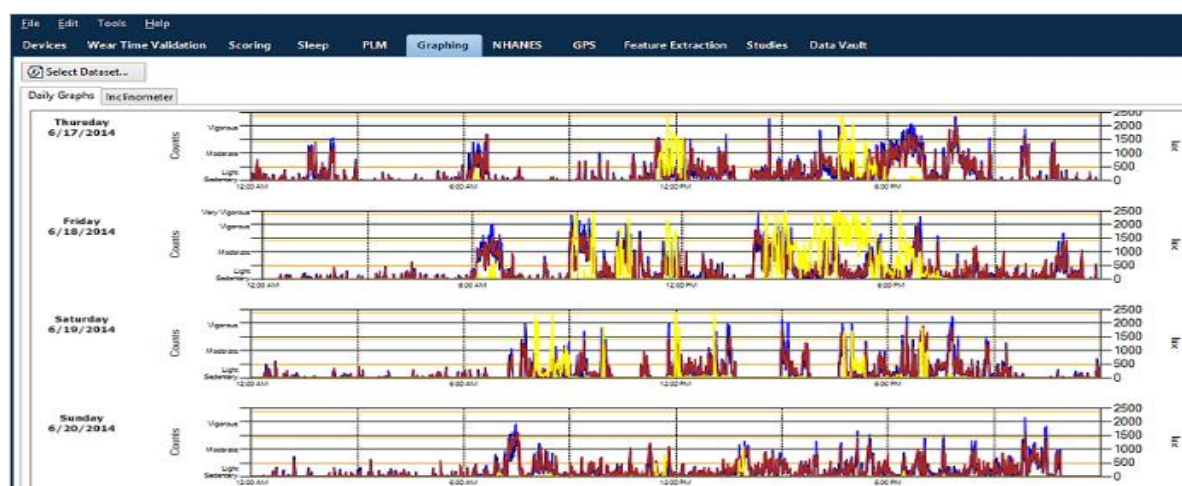 File Edit Tools Help
Devices Wear Time Validation Scoring Sleep PLM Graphing NHANES GPS Feature Extraction Studies Data Vault
Select Dataset...
Daily Graphs Inclinometer
Thursday
6/17/2014
Counts
Vigorous
Moderate
Light
Sedentary
2500
2000
1500
1000
500
0
lux
12:00 AM 6:00 AM 12:00 PM 6:00 PM
Friday
6/18/2014
Counts
Very Vigorous
Vigorous
Moderate
Light
Sedentary
2500
2000
1500
1000
500
0
lux
12:00 AM 6:00 AM 12:00 PM 6:00 PM
Saturday
6/19/2014
Counts
Vigorous
Moderate
Light
Sedentary
2500
2000
1500
1000
500
0
lux
12:00 AM 6:00 AM 12:00 PM 6:00 PM
Sunday
6/20/2014
Counts
Vigorous
Moderate
Light
Sedentary
2500
2000
1500
1000
500
0
lux
12:00 AM 6:00 AM 12:00 PM 6:00 PM